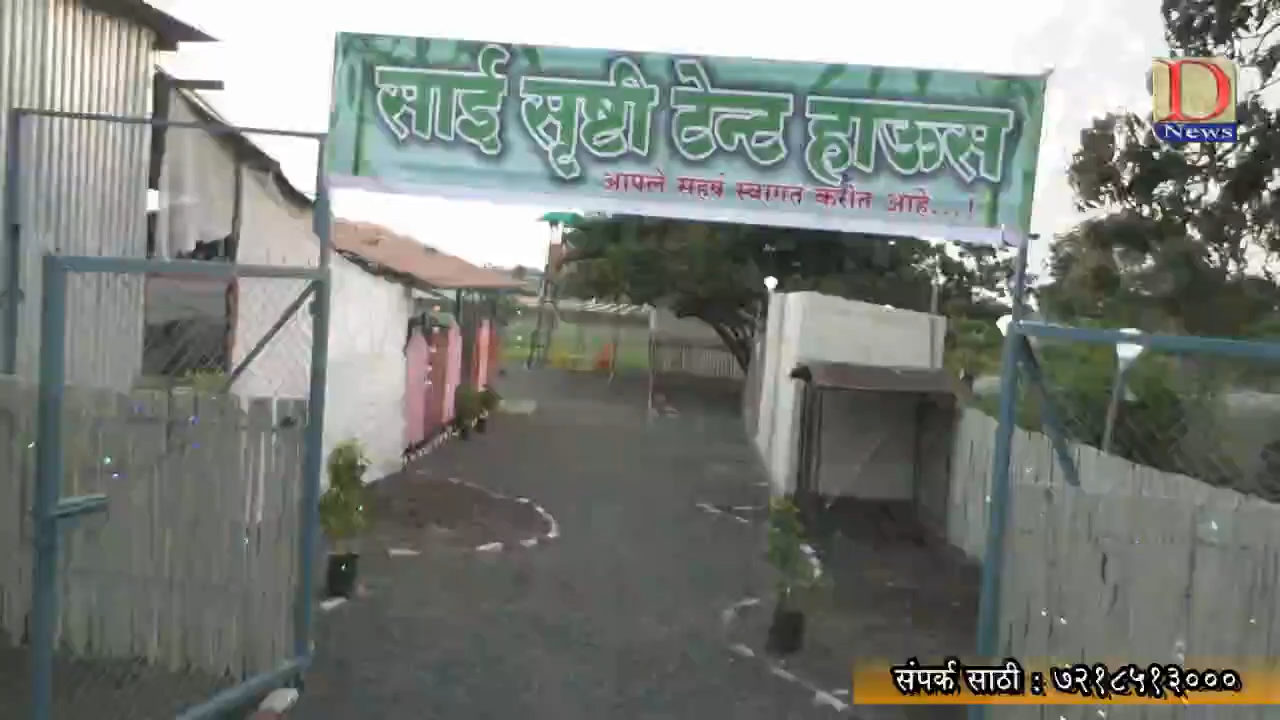 साई सृष्टी टेन्ट हाऊस
आपले सहर्ष स्वागत करीत आहे...!
D
News
संपर्क साठी : ७२१८५१३०००